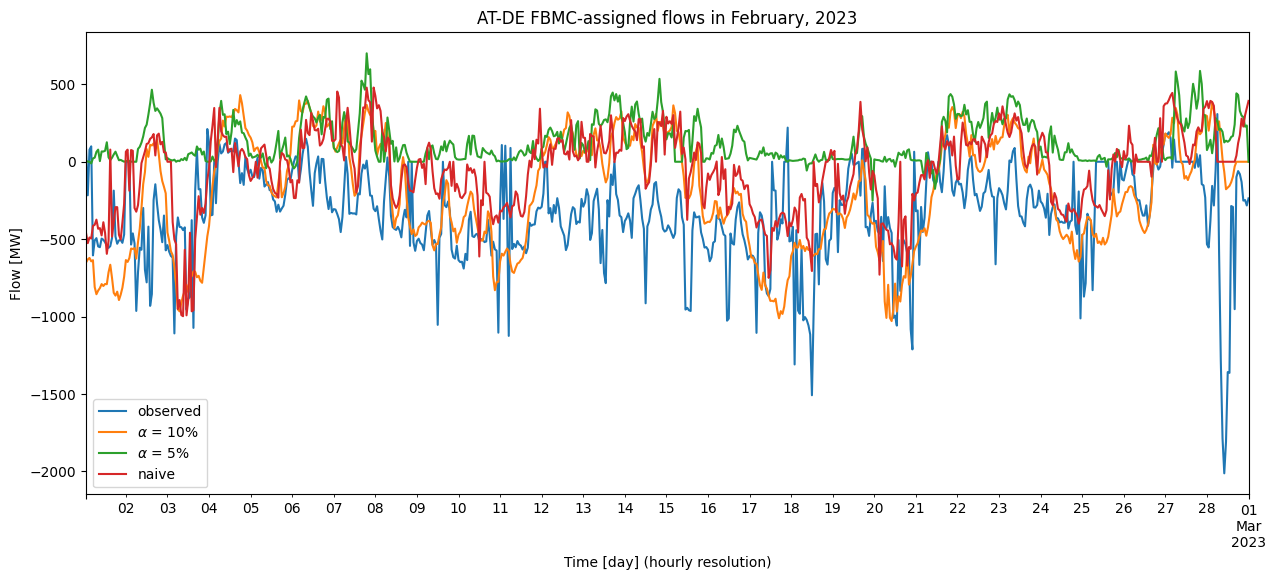 AT-DE FBMC-assigned flows in February, 2023
Flow [MW]
500
0
−500
−1000
−1500
−2000
observed
α = 10%
α = 5%
naive
02 03 04 05 06 07 08 09 10 11 12 13 14 15 16 17 18 19 20 21 22 23 24 25 26 27 28 01
Mar
2023
Time [day] (hourly resolution)